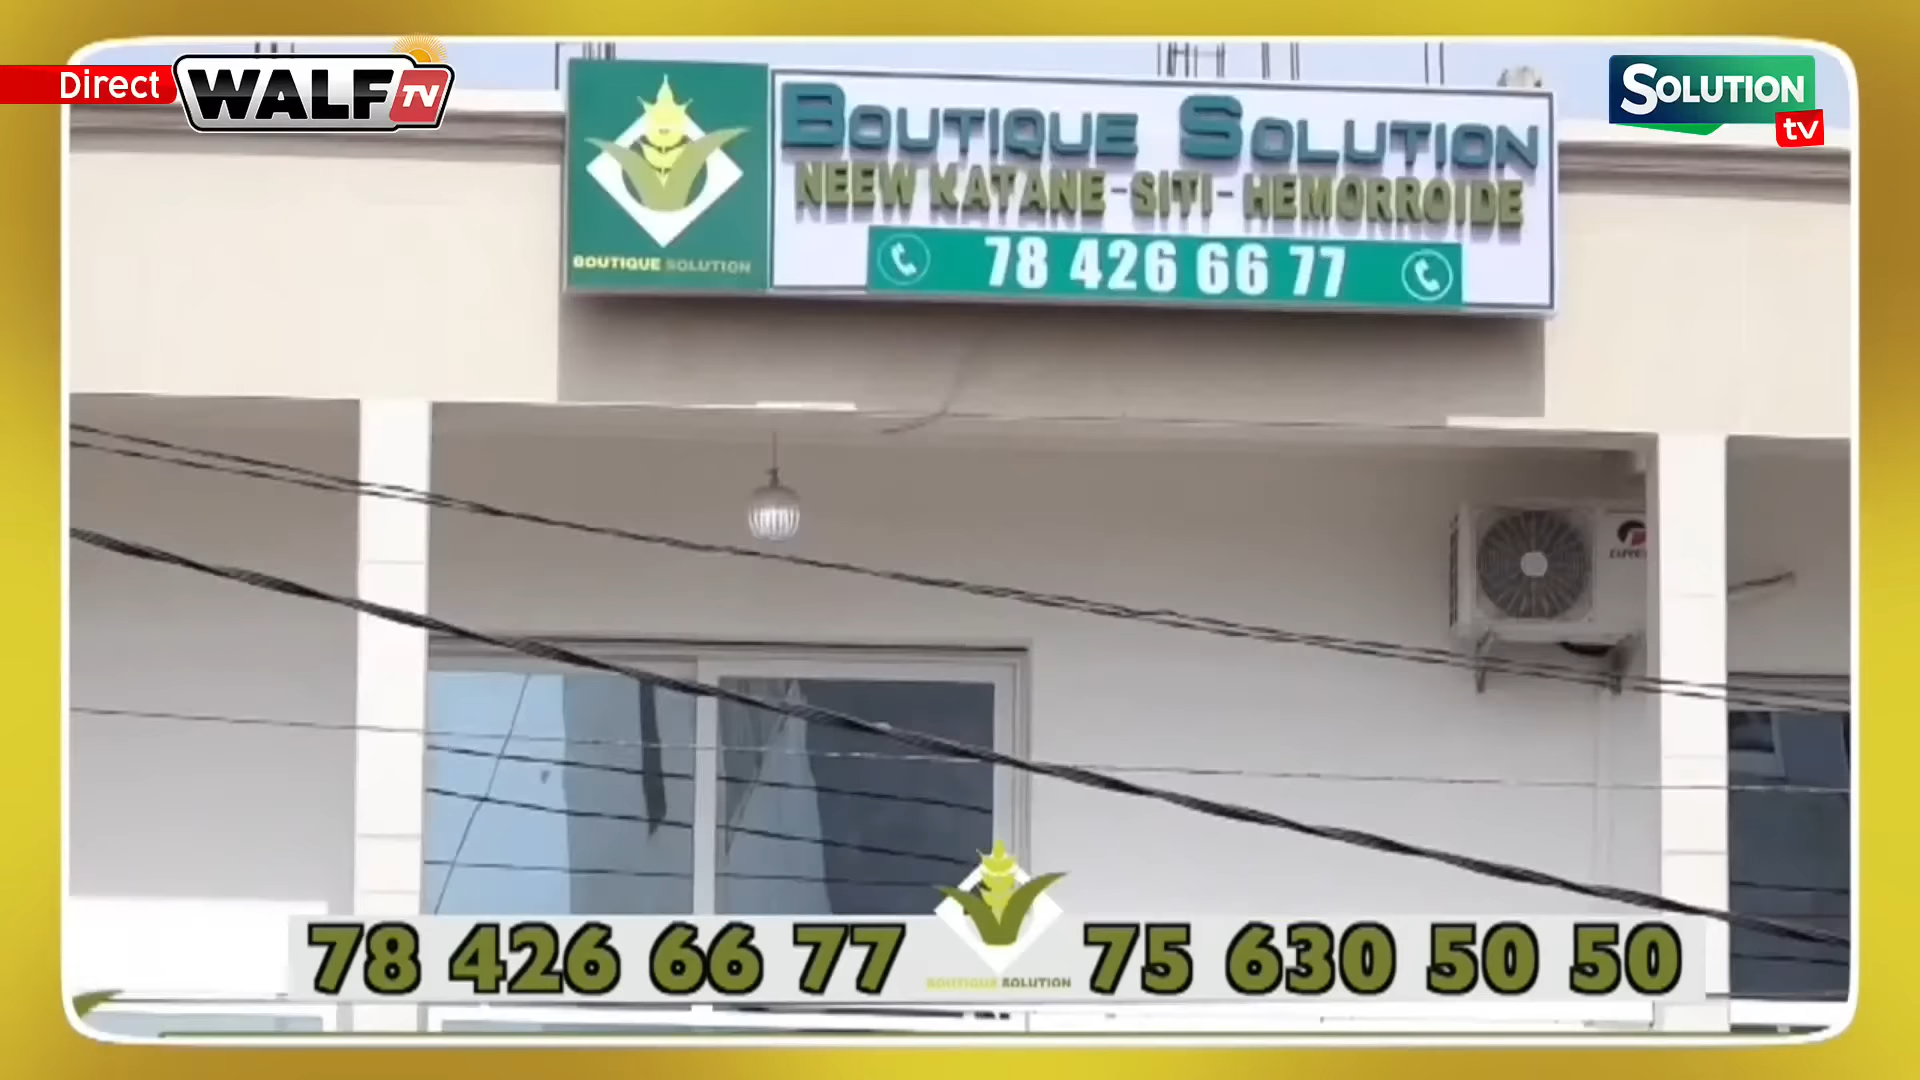 Direct
WALF TV
SOLUTION
tv
BOUTIQUE SOLUTION
NEEW KATANE-SITI-HEMORROIDE
78 426 66 77
BOUTIQUE SOLUTION
78 426 66 77
75 630 50 50
BOUTIQUE SOLUTION